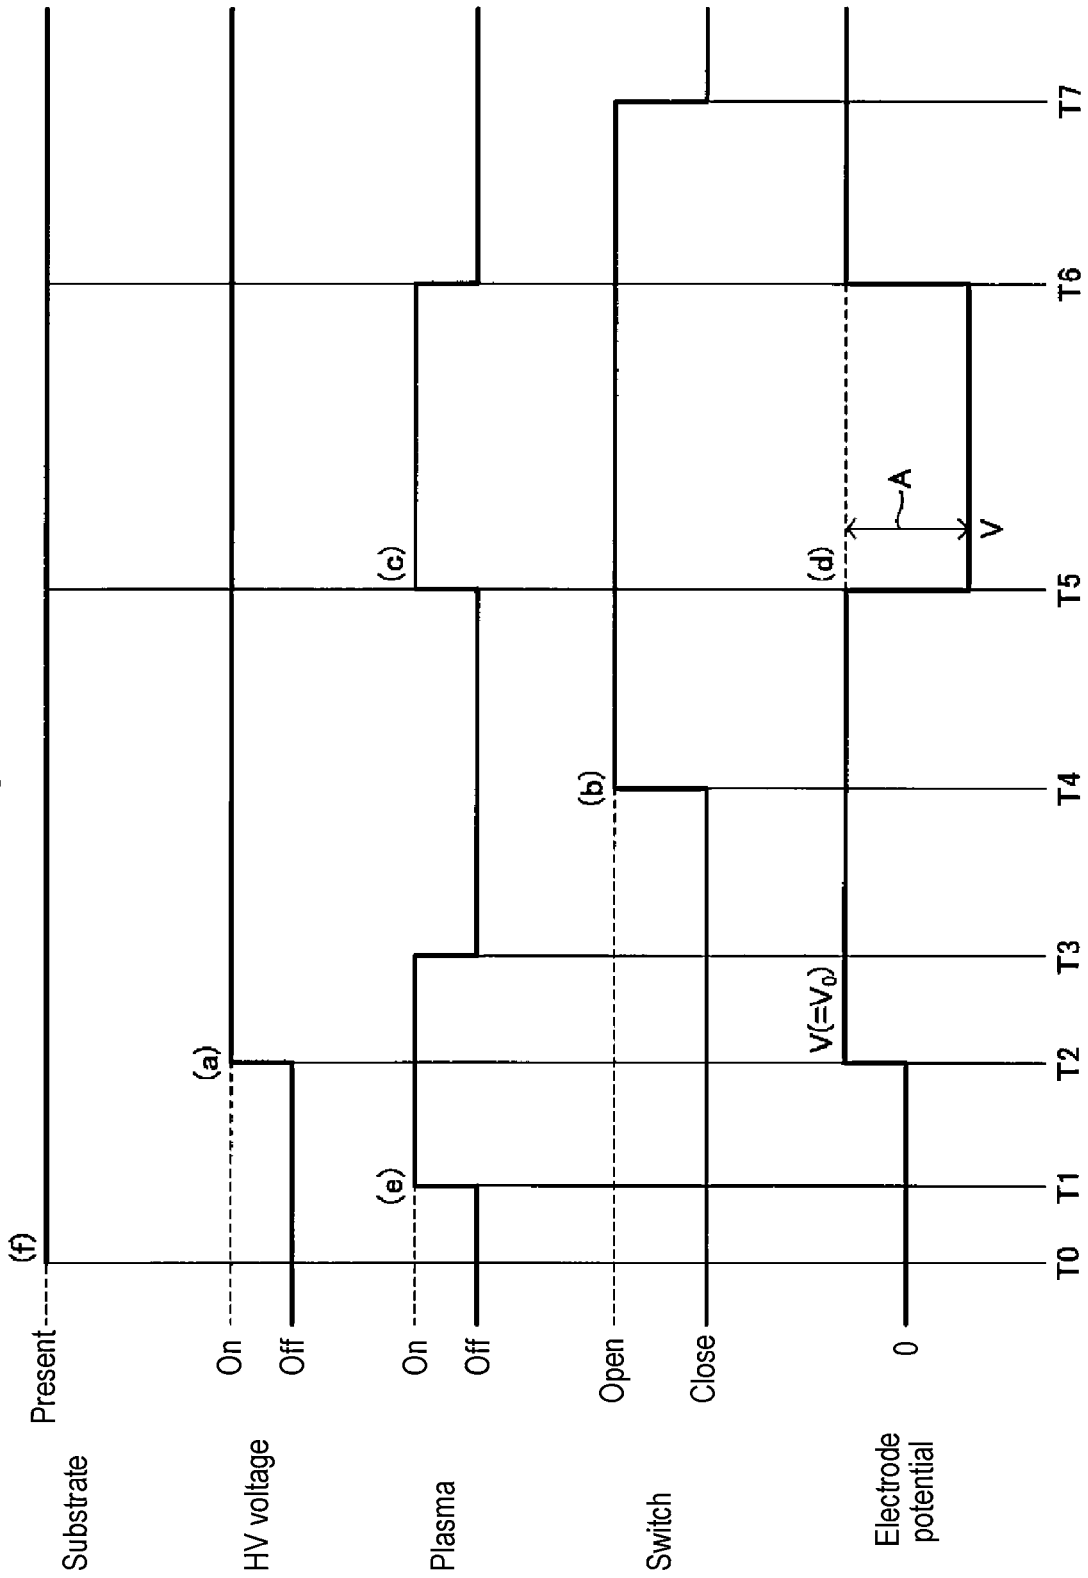 Substrate
Present
(f)
HV voltage
On
Off
(a)
Plasma
On
Off
(e)
(c)
Switch
Open
Close
(b)
Electrode
potential
0
V(=V₀)
(d)
A
V
T0
T1
T2
T3
T4
T5
T6
T7